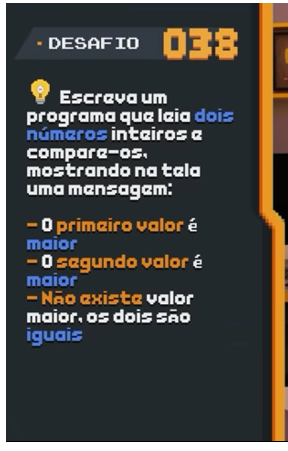 DESAFIO 038
Escreva um
programa que leia dois
números inteiros e
compare-os,
mostrando na tela
uma mensagem:
- O primeiro valor é
maior
- O segundo valor é
maior
- Não existe valor
maior, os dois são
iguais